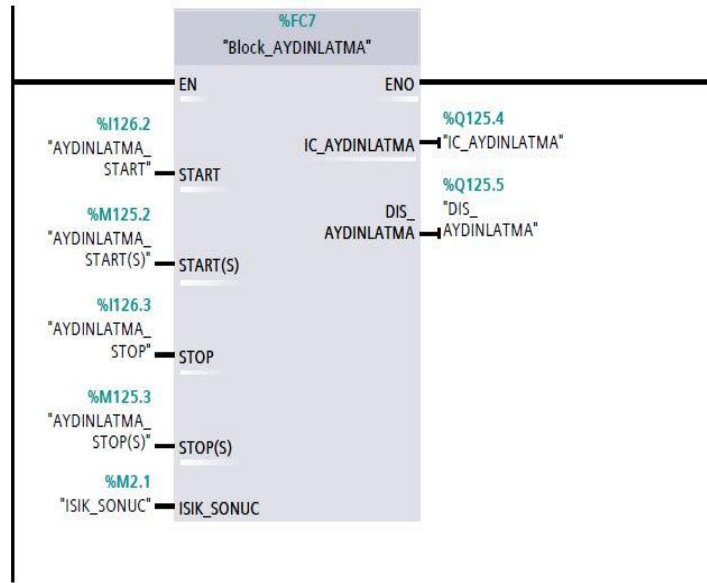 %FC7
"Block_AYDINLATMA"
EN
ENO
%I126.2
"AYDINLATMA_
START"
START
%M125.2
"AYDINLATMA_
START(S)"
START(S)
%I126.3
"AYDINLATMA_
STOP"
STOP
%M125.3
"AYDINLATMA_
STOP(S)"
STOP(S)
%M2.1
"ISIK_SONUC"
ISIK_SONUC
IC_AYDINLATMA
%Q125.4
"IC_AYDINLATMA"
DIS_
AYDINLATMA
%Q125.5
"DIS_
AYDINLATMA"